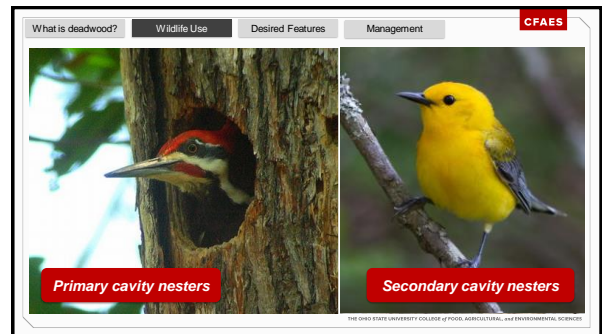 What is deadwood? Wildlife Use Desired Features Management CFAES
Primary cavity nesters Secondary cavity nesters
THE OHIO STATE UNIVERSITY COLLEGE of FOOD, AGRICULTURAL, and ENVIRONMENTAL SCIENCES